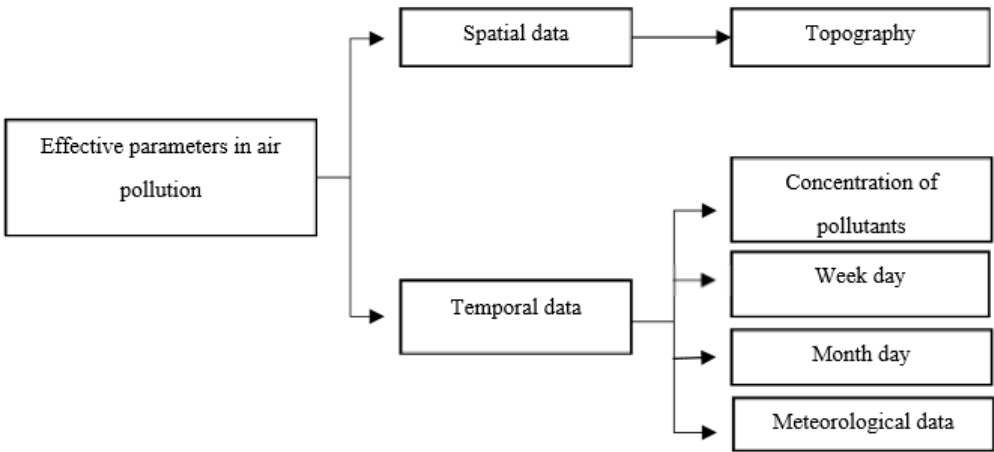 Spatial data
Topography
Effective parameters in air
pollution
Concentration of
pollutants
Week day
Temporal data
Month day
Meteorological data